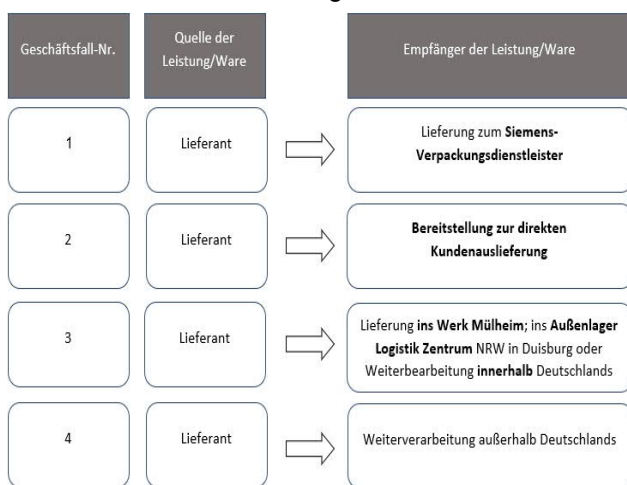 Geschäftsfall-Nr.
Quelle der
Leistung/Ware
Empfänger der Leistung/Ware
1
Lieferant
Lieferung zum Siemens-
Verpackungsdienstleister
2
Lieferant
Bereitstellung zur direkten
Kundenauslieferung
3
Lieferant
Lieferung ins Werk Mülheim; ins Außenlager
Logistik Zentrum NRW in Duisburg oder
Weiterbearbeitung innerhalb Deutschlands
4
Lieferant
Weiterverarbeitung außerhalb Deutschlands